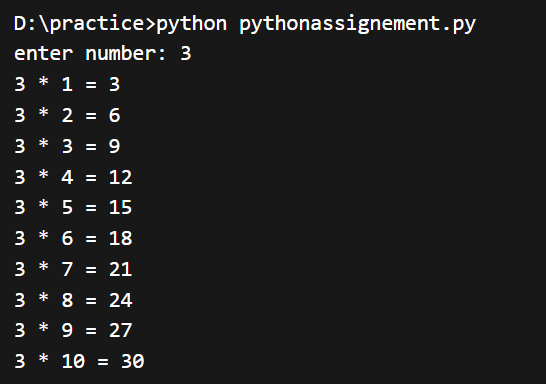 D:\practice>python pythonassignement.py
enter number: 3
3 * 1 = 3
3 * 2 = 6
3 * 3 = 9
3 * 4 = 12
3 * 5 = 15
3 * 6 = 18
3 * 7 = 21
3 * 8 = 24
3 * 9 = 27
3 * 10 = 30